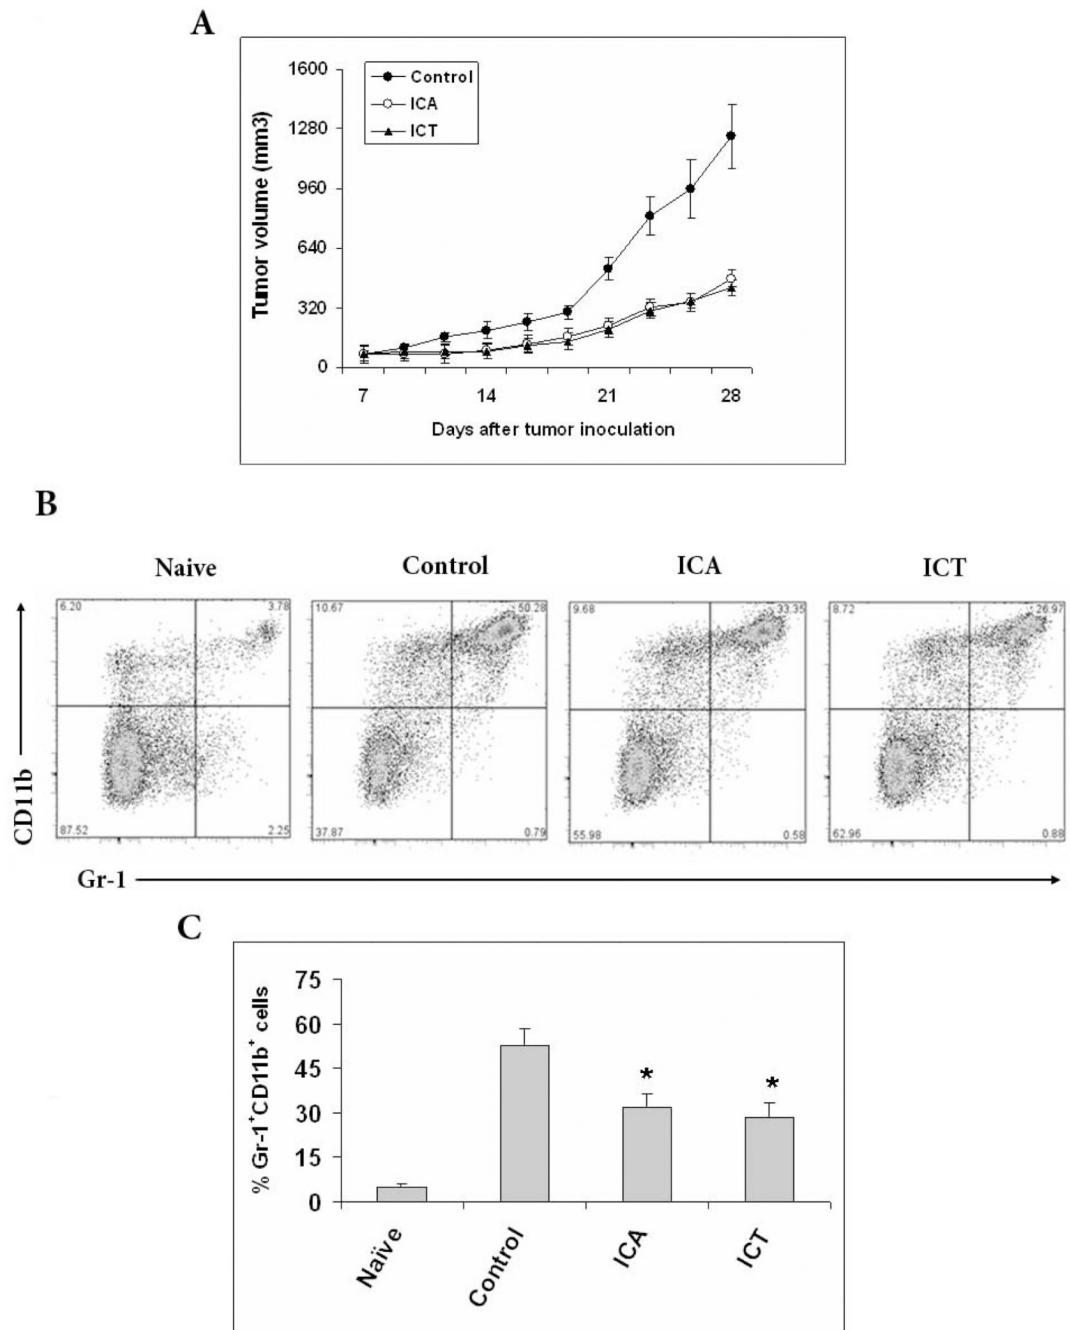 A
1600
1280
960
640
320
0
Tumor volume (mm3)
Control
ICA
ICT
7 14 21 28
Days after tumor inoculation
B
Naive Control ICA ICT
6.20 3.78 10.67 50.28 9.68 33.35 8.72 26.97
CD11b
87.52 2.25 37.87 0.79 55.98 0.58 62.96 0.88
Gr-1
C
75
60
45
30
15
0
% Gr-1⁺CD11b⁺ cells
* *
Naïve Control ICA ICT